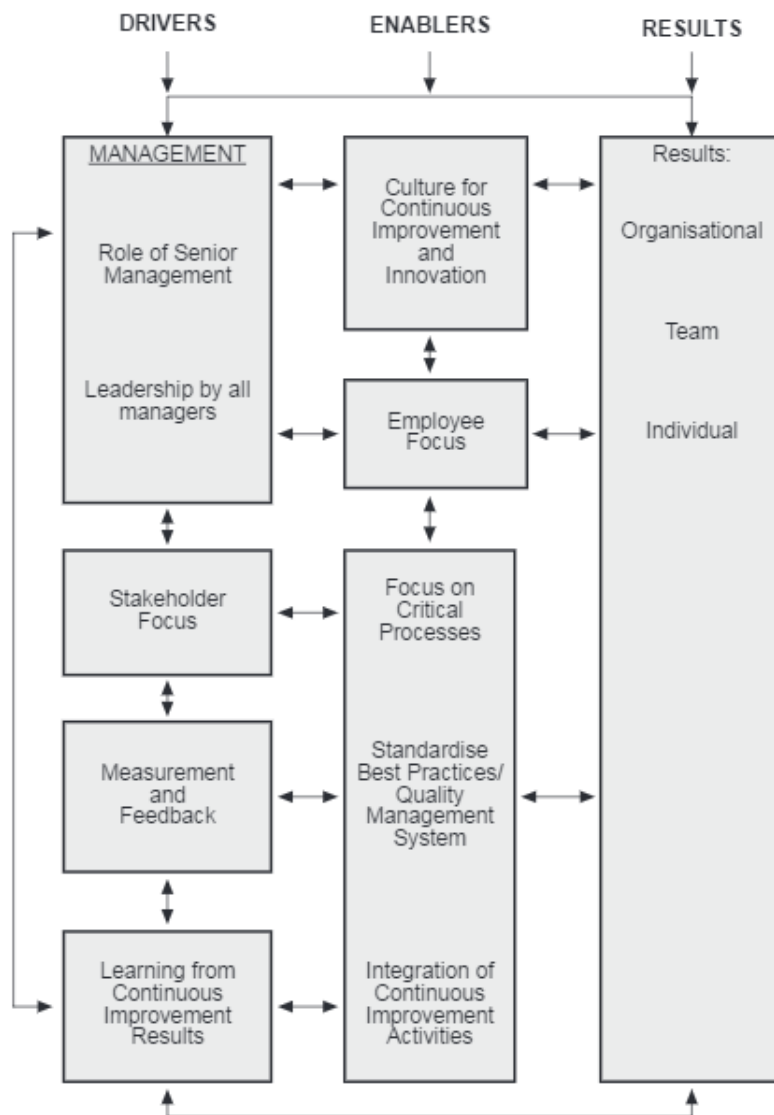 DRIVERS
ENABLERS
RESULTS
MANAGEMENT
Role of Senior
Management
Leadership by all
managers
Culture for
Continuous
Improvement
and
Innovation
Results:
Organisational
Team
Individual
Employee
Focus
Stakeholder
Focus
Focus on
Critical
Processes
Measurement
and
Feedback
Standardise
Best Practices/
Quality
Management
System
Learning from
Continuous
Improvement
Results
Integration of
Continuous
Improvement
Activities